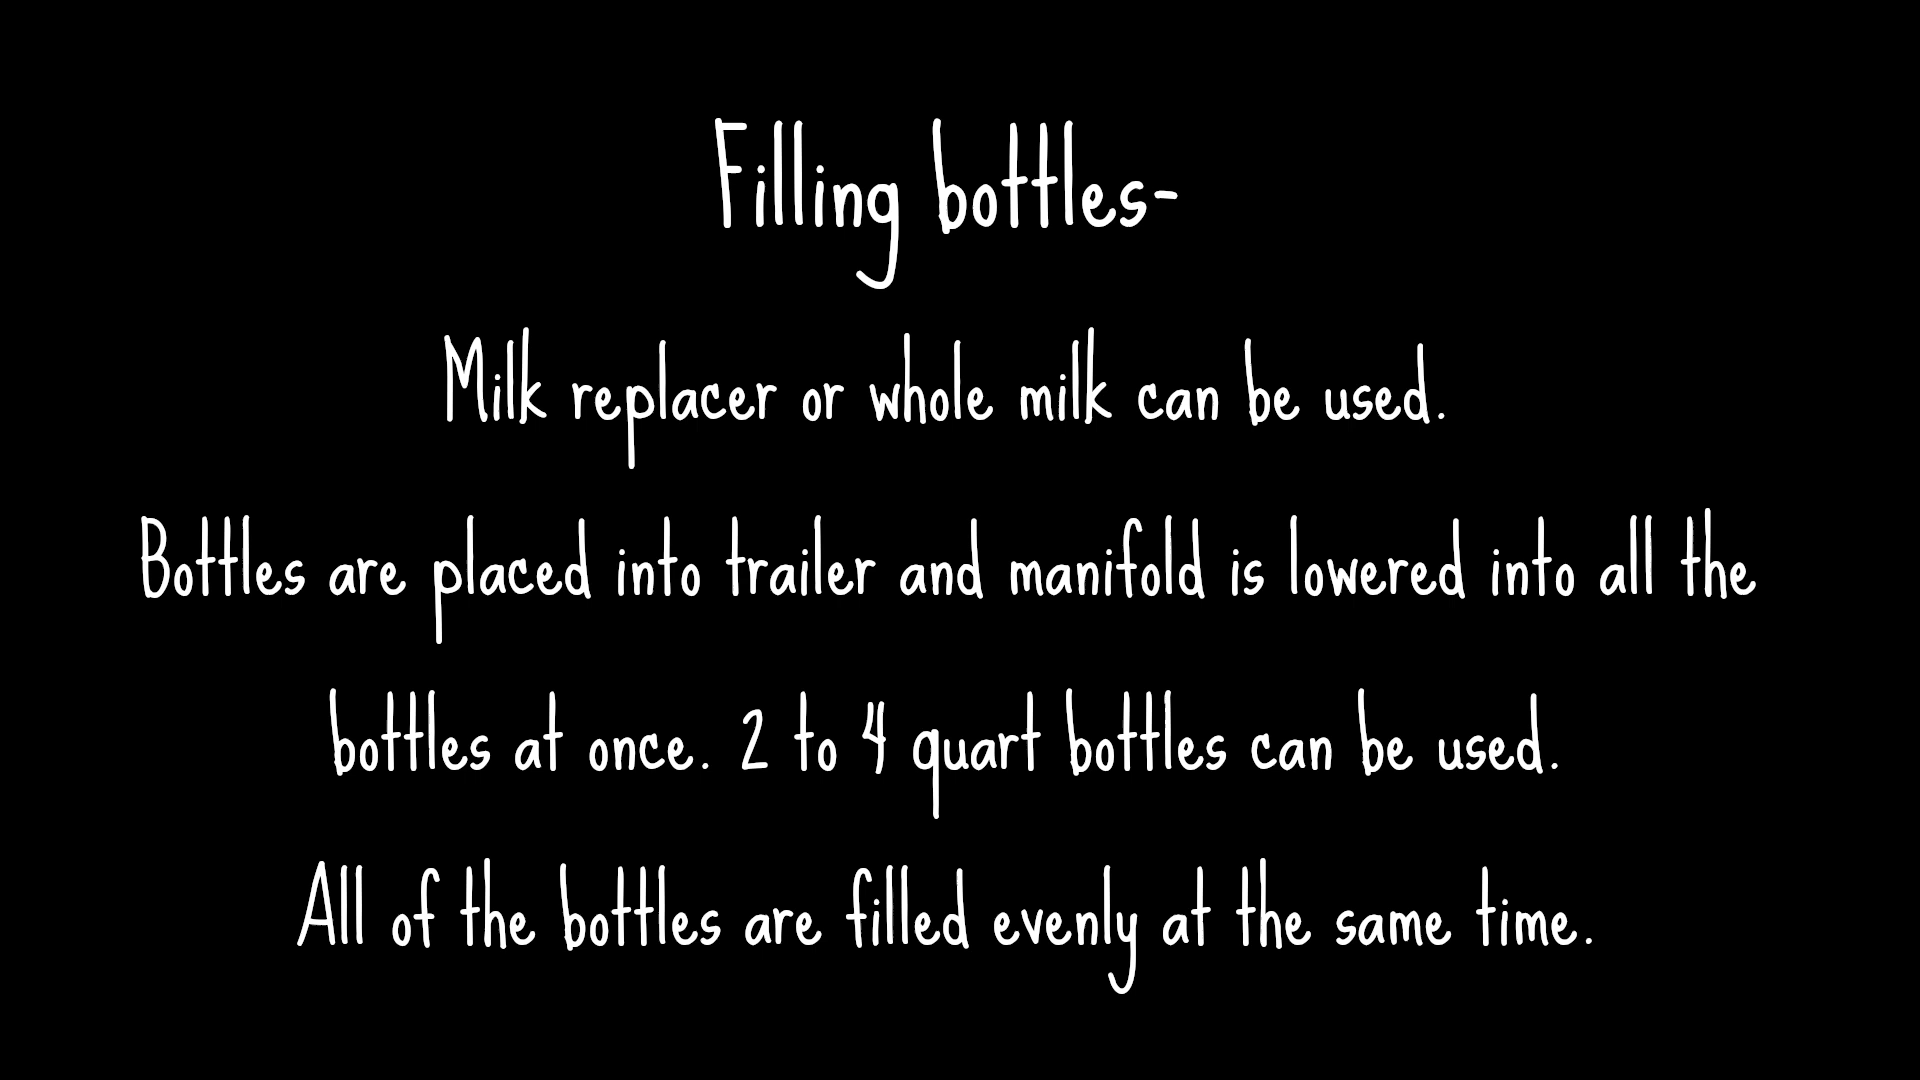 Filling bottles-
Milk replacer or whole milk can be used.
Bottles are placed into trailer and manifold is lowered into all the
bottles at once. 2 to 4 quart bottles can be used.
All of the bottles are filled evenly at the same time.